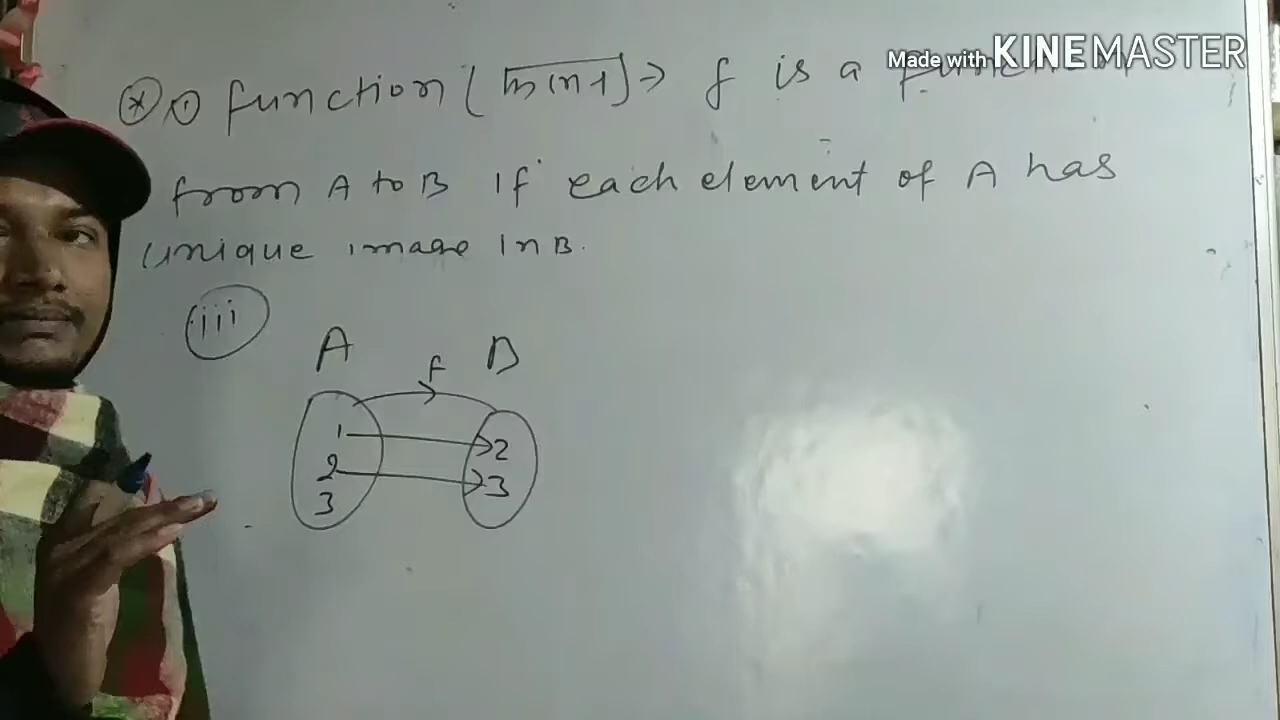 Made with KINEMASTER
* ① function ( ) → f is a function
from A to B If each element of A has
unique image In B.
iii
A B
f
1 2
2 3
3